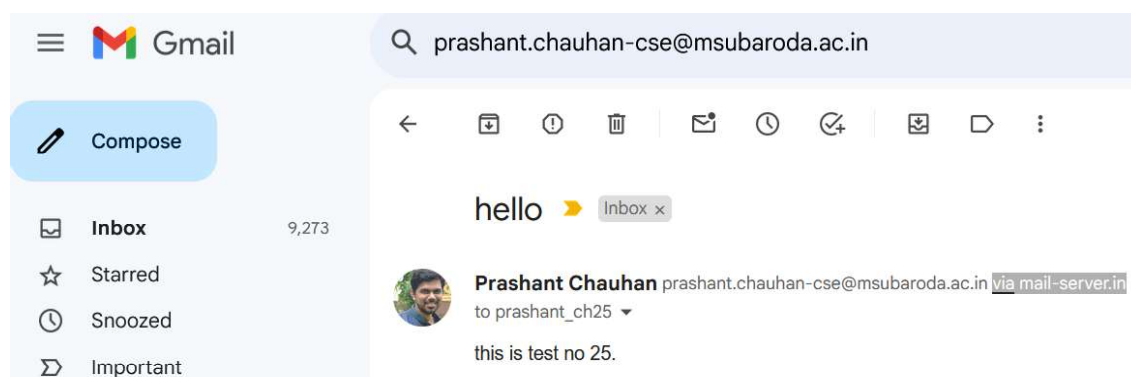 Gmail
prashant.chauhan-cse@msubaroda.ac.in
Compose
hello Inbox x
Inbox 9,273
Starred
Snoozed
Important
Prashant Chauhan prashant.chauhan-cse@msubaroda.ac.in via mail-server.in
to prashant_ch25
this is test no 25.